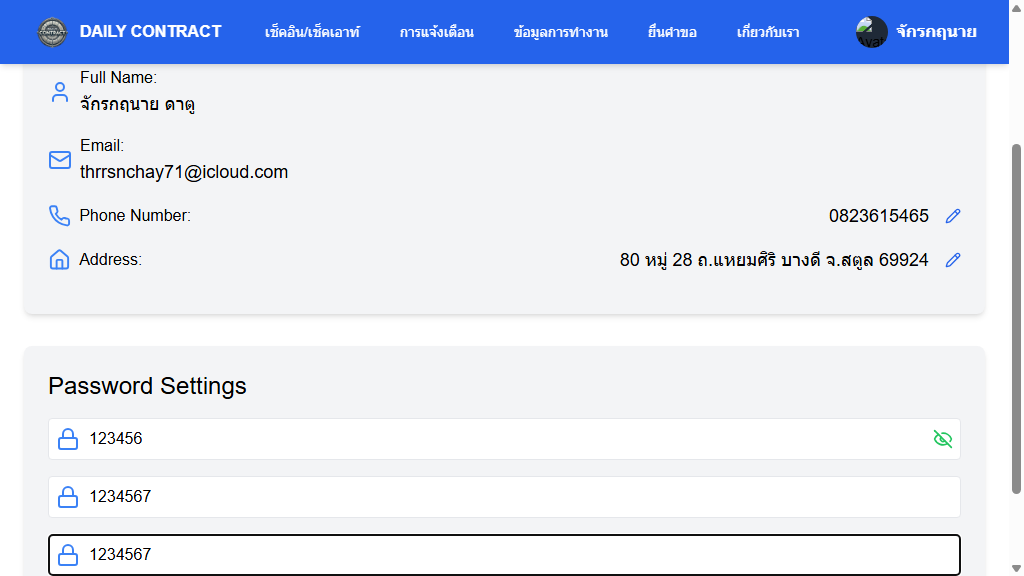 DAILY CONTRACT
เช็คอิน/เช็คเอาท์
การแจ้งเตือน
ข้อมูลการทำงาน
ยื่นคำขอ
เกี่ยวกับเรา
จักรกฤนาย
Full Name:
จักรกฤนาย ดาตู
Email:
thrrsnchay71@icloud.com
Phone Number:
0823615465
Address:
80 หมู่ 28 ถ.แหยมศิริ บางดี จ.สตูล 69924
Password Settings
123456
1234567
1234567